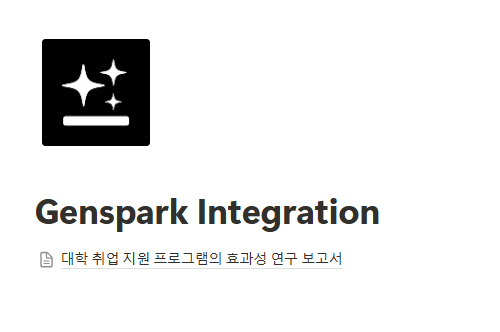 Genspark Integration
대학 취업 지원 프로그램의 효과성 연구 보고서